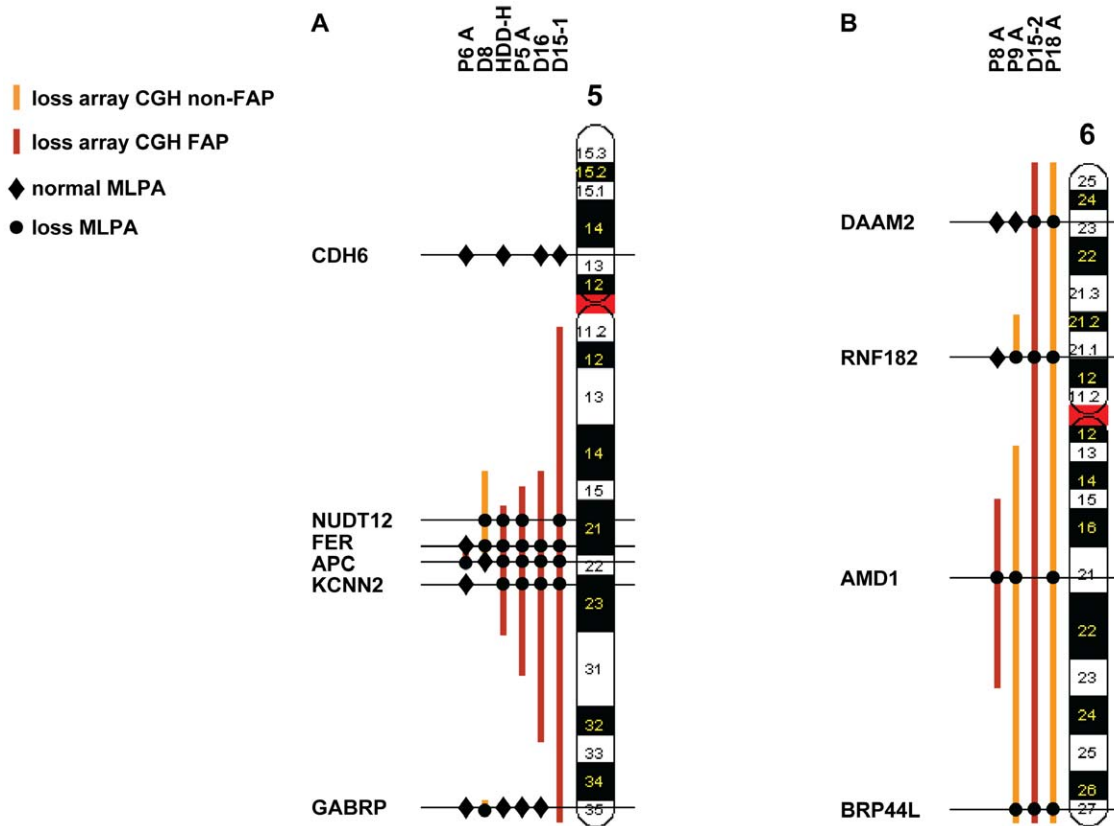 A
P6 A
D8
HDD-H
P5 A
D16
D15-1
loss array CGH non-FAP
loss array CGH FAP
normal MLPA
loss MLPA
5
15.3
15.2
15.1
14
13
12
11.2
12
13
14
15
21
22
23
31
32
33
34
35
CDH6
NUDT12
FER
APC
KCNN2
GABRP
B
P8 A
P9 A
D15-2
P18 A
6
25
24
23
22
21.3
21.2
21.1
12
11.2
12
13
14
15
16
21
22
23
24
25
26
27
DAAM2
RNF182
AMD1
BRP44L